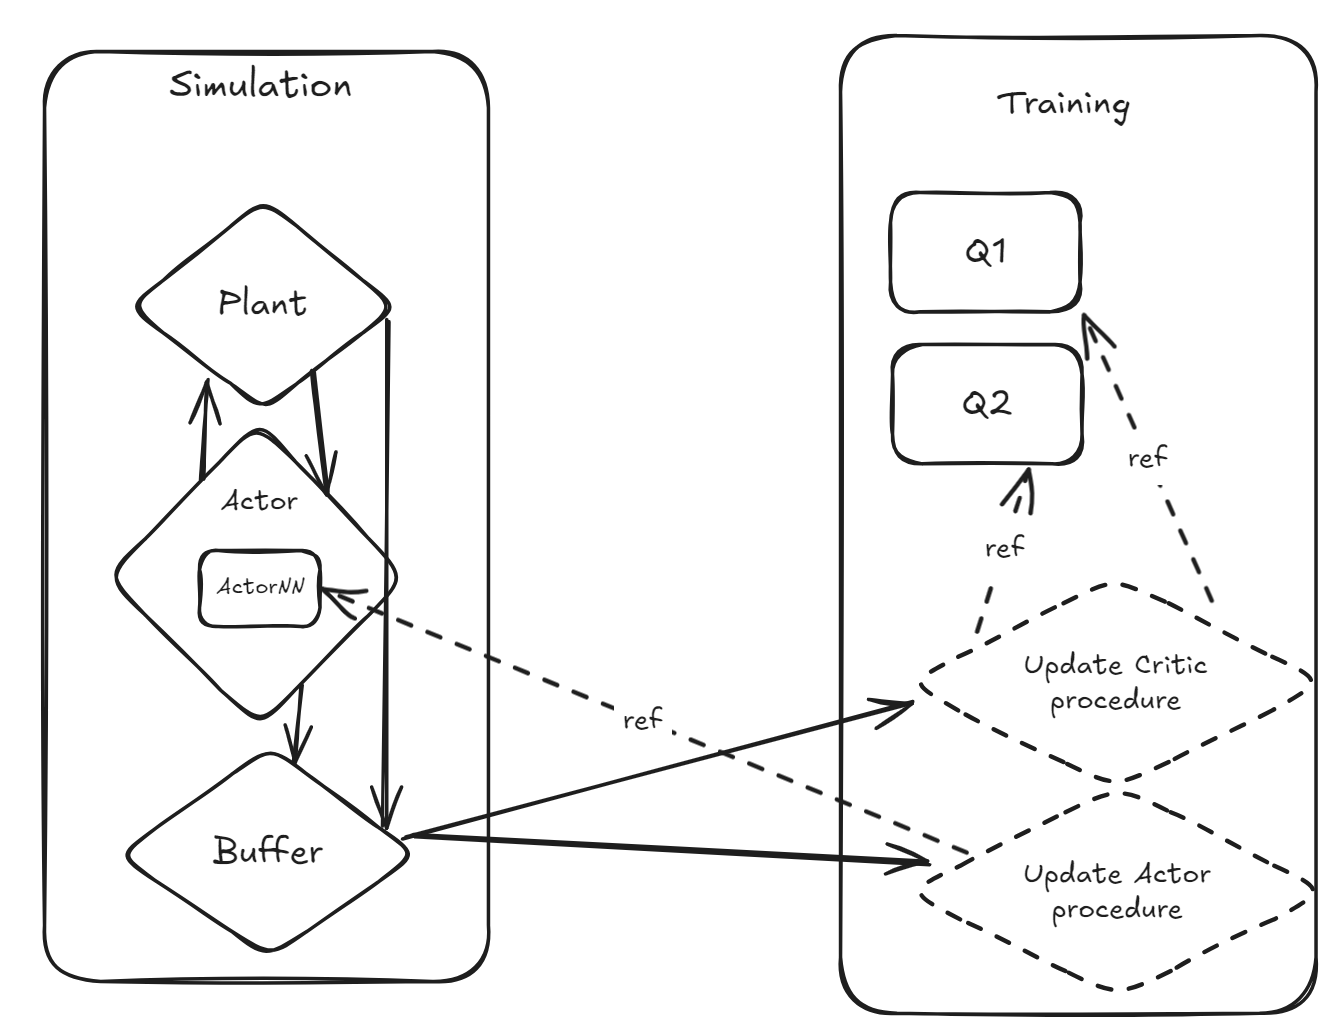 Simulation
Plant
Actor
ActorNN
Buffer
ref
Training
Q1
Q2
ref
ref
Update Critic
procedure
Update Actor
procedure